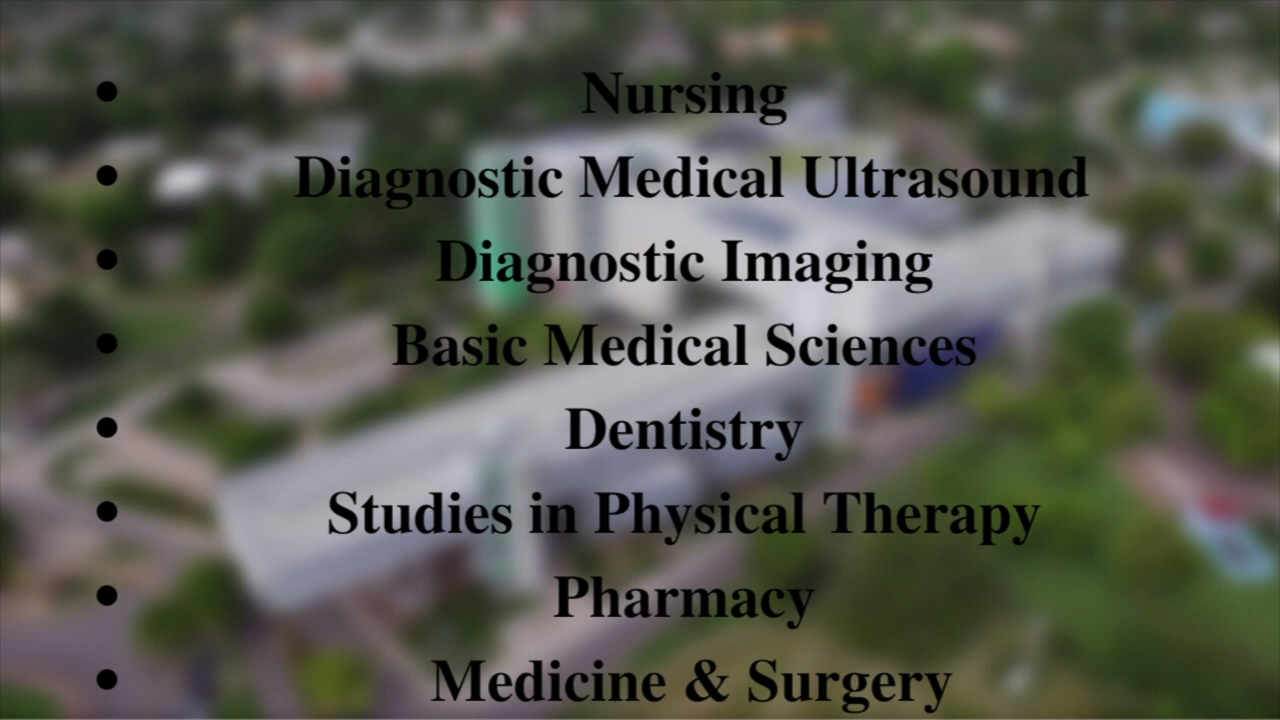 • Nursing
• Diagnostic Medical Ultrasound
• Diagnostic Imaging
• Basic Medical Sciences
• Dentistry
• Studies in Physical Therapy
• Pharmacy
• Medicine & Surgery